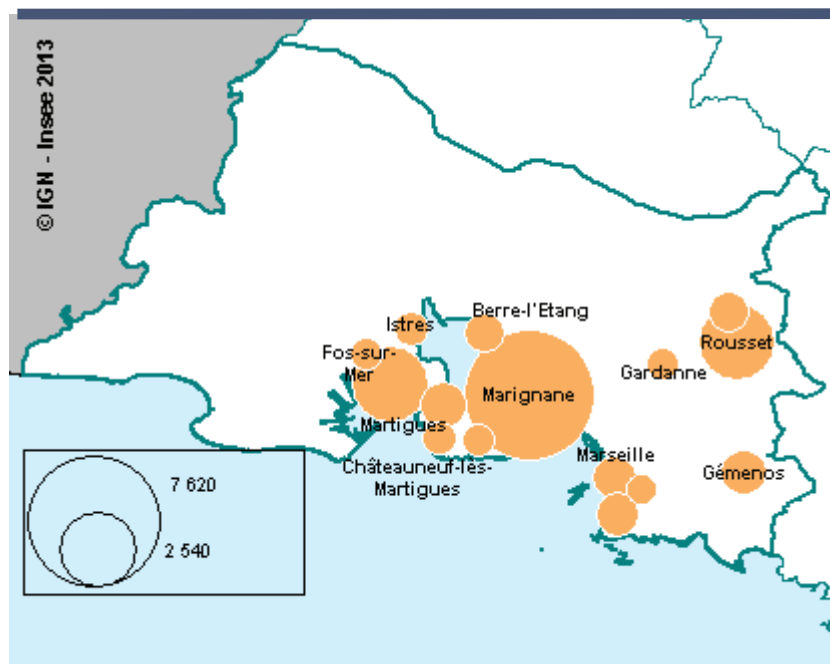 © IGN - Insee 2013
Berre-l'Etang
Istres
Rousset
Fos-sur-
Mer
Gardanne
Marignane
Martigues
Marseille
Châteauneuf-lès-
Martigues
Gémenos
7 620
2 540